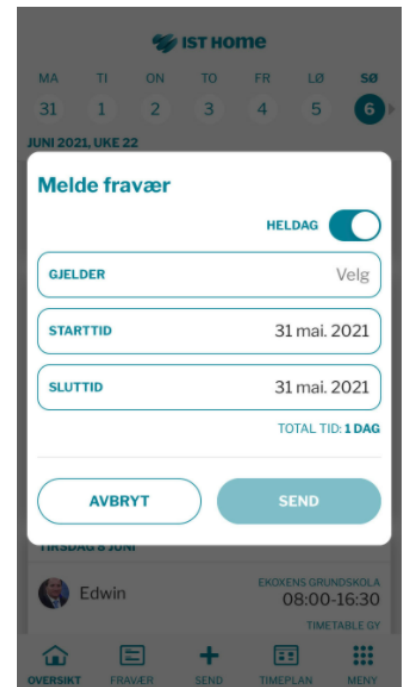 IST HOME
MA TI ON TO FR LØ SØ
31 1 2 3 4 5 6
JUNI 2021, UKE 22
Melde fravær
HELDAG
GJELDER Velg
STARTTID 31 mai. 2021
SLUTTID 31 mai. 2021
TOTAL TID: 1 DAG
AVBRYT SEND
TIRSDAG 8 JUNI
Edwin
EKOXENS GRUNDSKOLA
08:00-16:30
TIMETABLE GY
OVERSIKT FRAVÆR SEND TIMEPLAN MENY